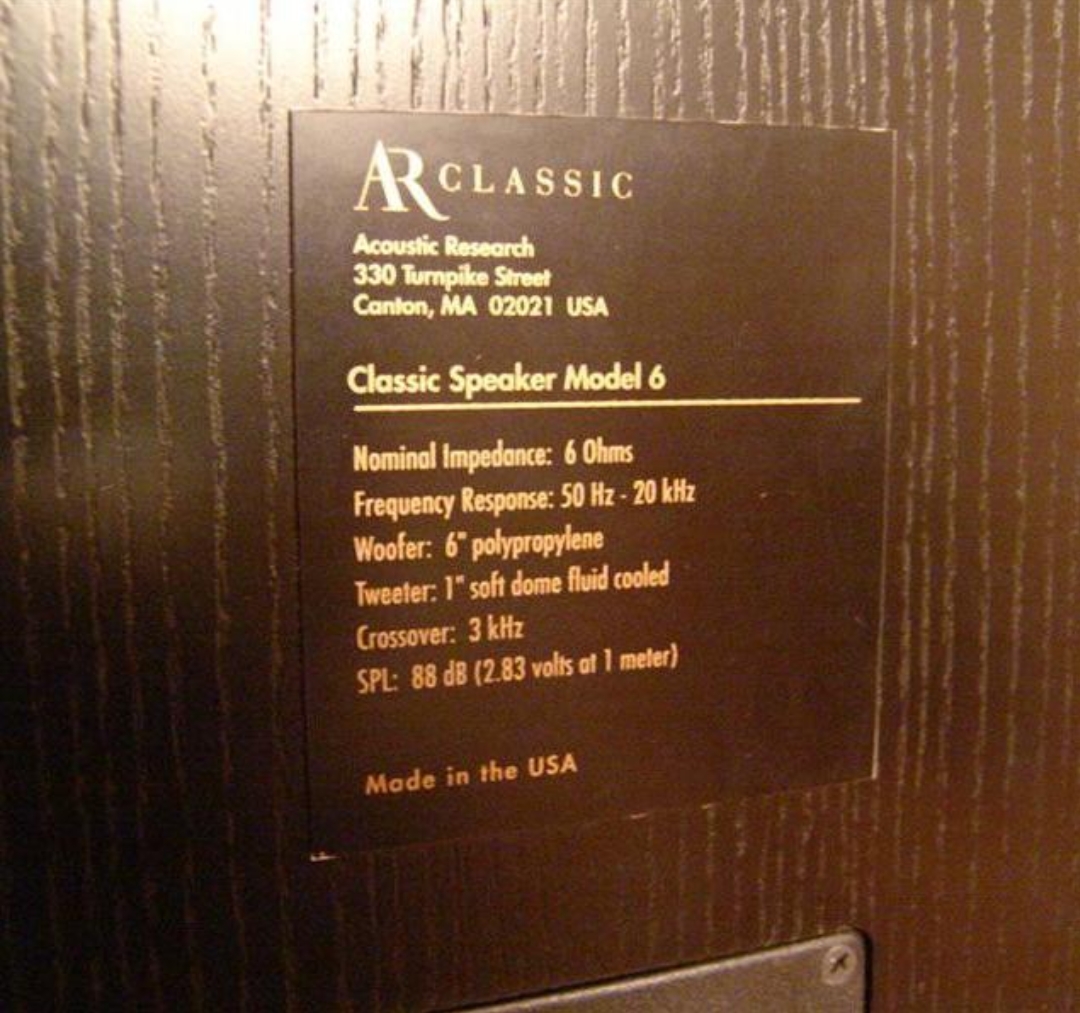 AR CLASSIC
Acoustic Research
330 Turnpike Street
Canton, MA 02021 USA
Classic Speaker Model 6
Nominal Impedance: 6 Ohms
Frequency Response: 50 Hz - 20 kHz
Woofer: 6" polypropylene
Tweeter: 1" soft dome fluid cooled
Crossover: 3 kHz
SPL: 88 dB (2.83 volts at 1 meter)
Made in the USA